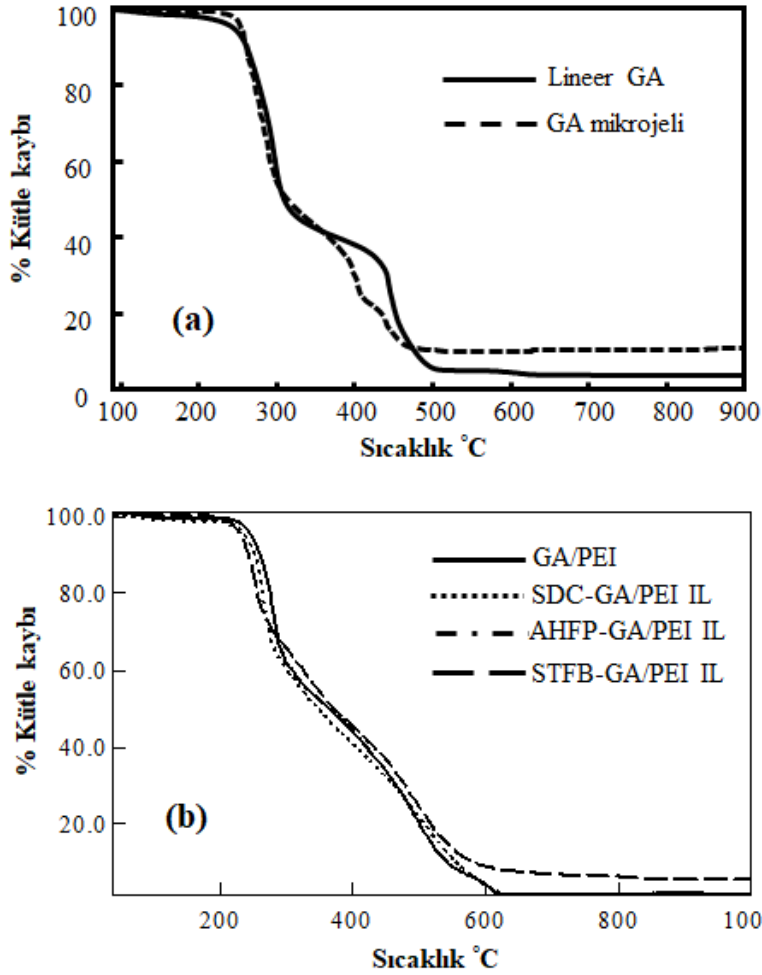 100
80
60
40
20
0
% Kütle kaybı
Lineer GA
GA mikrojeli
(a)
100 200 300 400 500 600 700 800 900
Sıcaklık °C
100.0
80.0
60.0
40.0
20.0
% Kütle kaybı
GA/PEI
SDC-GA/PEI IL
AHFP-GA/PEI IL
STFB-GA/PEI IL
(b)
200 400 600 800 100
Sıcaklık °C